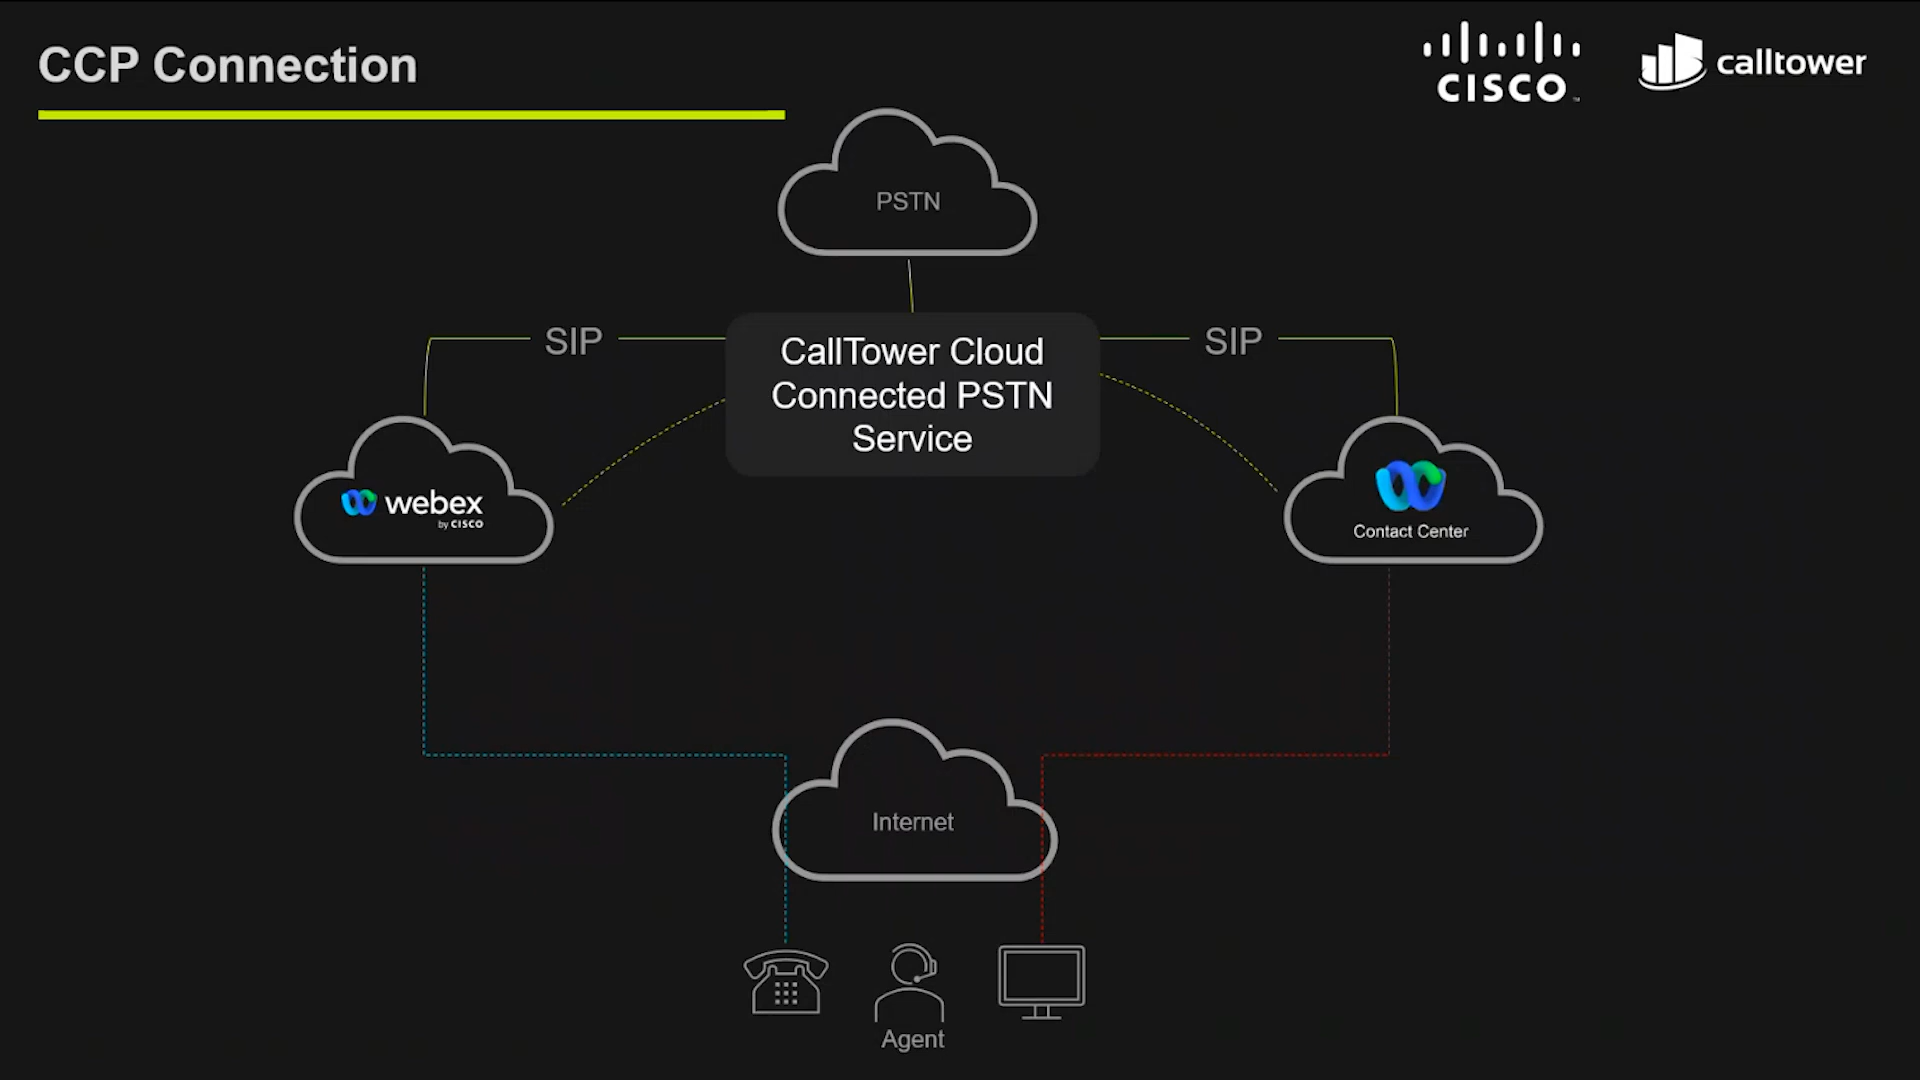 CCP Connection
CISCO
calltower
PSTN
SIP
CallTower Cloud
Connected PSTN
Service
SIP
webex
by CISCO
Contact Center
Internet
Agent